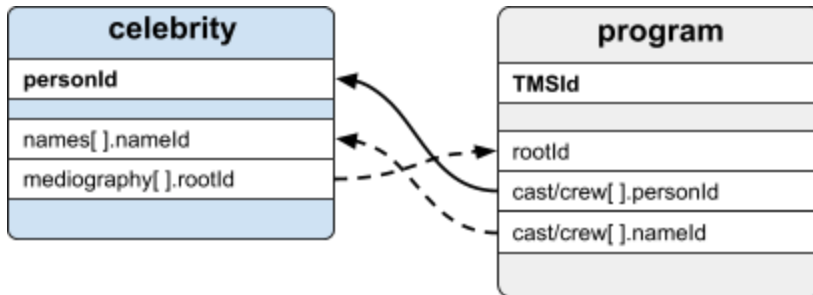 celebrity
personId
names[ ].nameId
mediography[ ].rootId
program
TMSId
rootId
cast/crew[ ].personId
cast/crew[ ].nameId